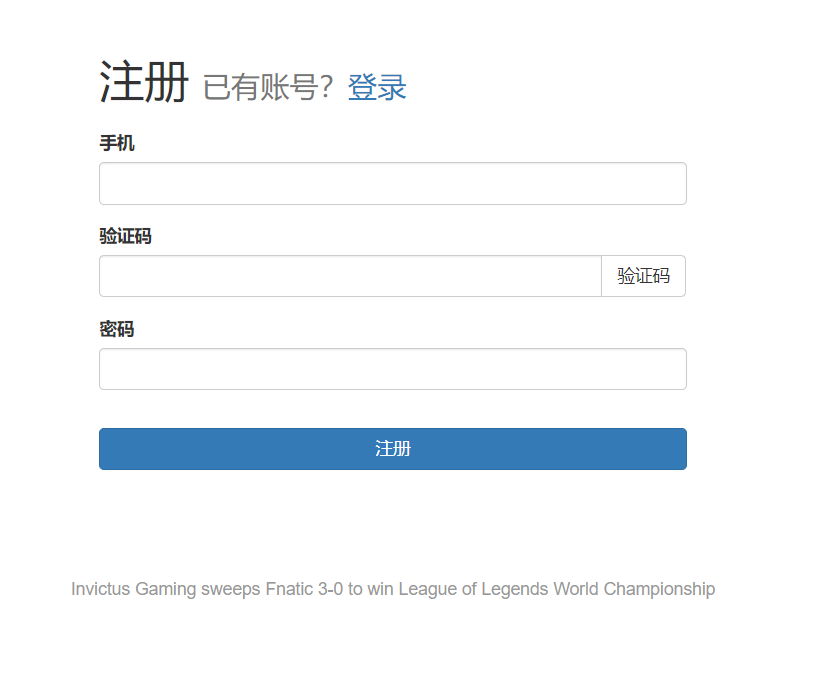 注册 已有账号？登录
手机
验证码
验证码
密码
注册
Invictus Gaming sweeps Fnatic 3-0 to win League of Legends World Championship